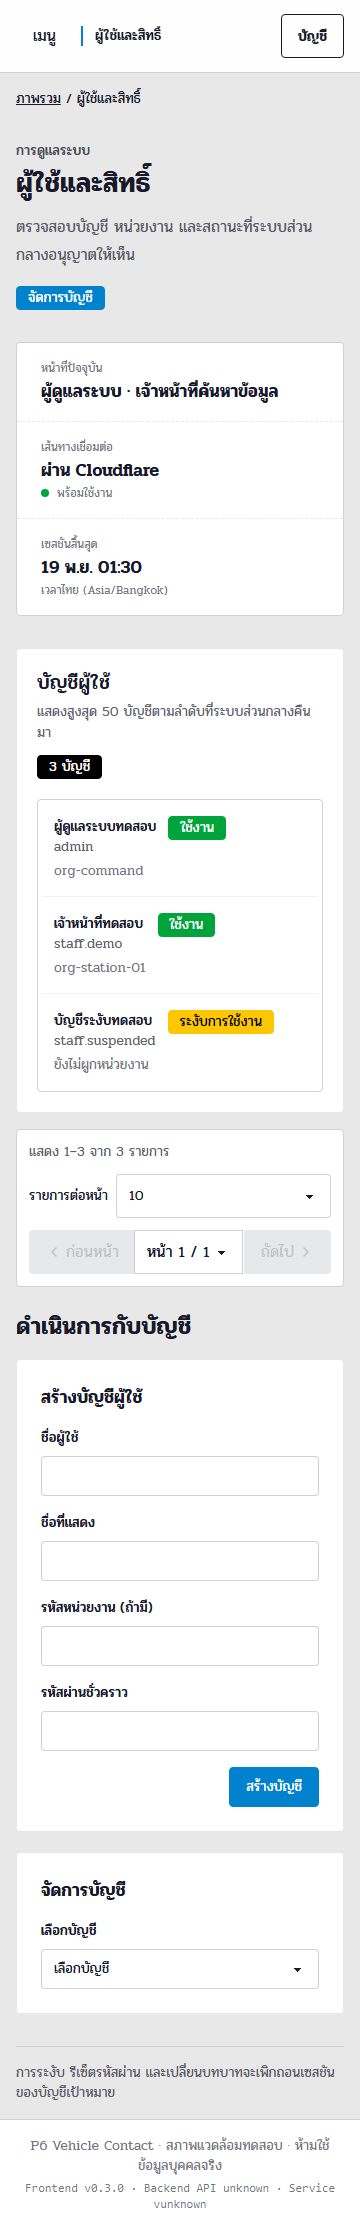 เมนู
ผู้ใช้และสิทธิ์
บัญชี
ภาพรวม / ผู้ใช้และสิทธิ์
การดูแลระบบ
ผู้ใช้และสิทธิ์
ตรวจสอบบัญชี หน่วยงาน และสถานะที่ระบบส่วน
กลางอนุญาตให้เห็น
จัดการบัญชี
หน้าที่ปัจจุบัน
ผู้ดูแลระบบ · เจ้าหน้าที่ค้นหาข้อมูล
เส้นทางเชื่อมต่อ
ผ่าน Cloudflare
พร้อมใช้งาน
เซสชันสิ้นสุด
19 พ.ย. 01:30
เวลาไทย (Asia/Bangkok)
บัญชีผู้ใช้
แสดงสูงสุด 50 บัญชีตามลำดับที่ระบบส่วนกลางคืน
มา
3 บัญชี
ผู้ดูแลระบบทดสอบ ใช้งาน
admin
org-command
เจ้าหน้าที่ทดสอบ ใช้งาน
staff.demo
org-station-01
บัญชีระงับทดสอบ ระงับการใช้งาน
staff.suspended
ยังไม่ผูกหน่วยงาน
แสดง 1–3 จาก 3 รายการ
รายการต่อหน้า 10
ก่อนหน้า หน้า 1 / 1 ถัดไป
ดำเนินการกับบัญชี
สร้างบัญชีผู้ใช้
ชื่อผู้ใช้
ชื่อที่แสดง
รหัสหน่วยงาน (ถ้ามี)
รหัสผ่านชั่วคราว
สร้างบัญชี
จัดการบัญชี
เลือกบัญชี
เลือกบัญชี
การระงับ รีเซ็ตรหัสผ่าน และเปลี่ยนบทบาทจะเพิกถอนเซสชัน
ของบัญชีเป้าหมาย
P6 Vehicle Contact · สภาพแวดล้อมทดสอบ · ห้ามใช้
ข้อมูลบุคคลจริง
Frontend v0.3.0 · Backend API unknown · Service
vunknown